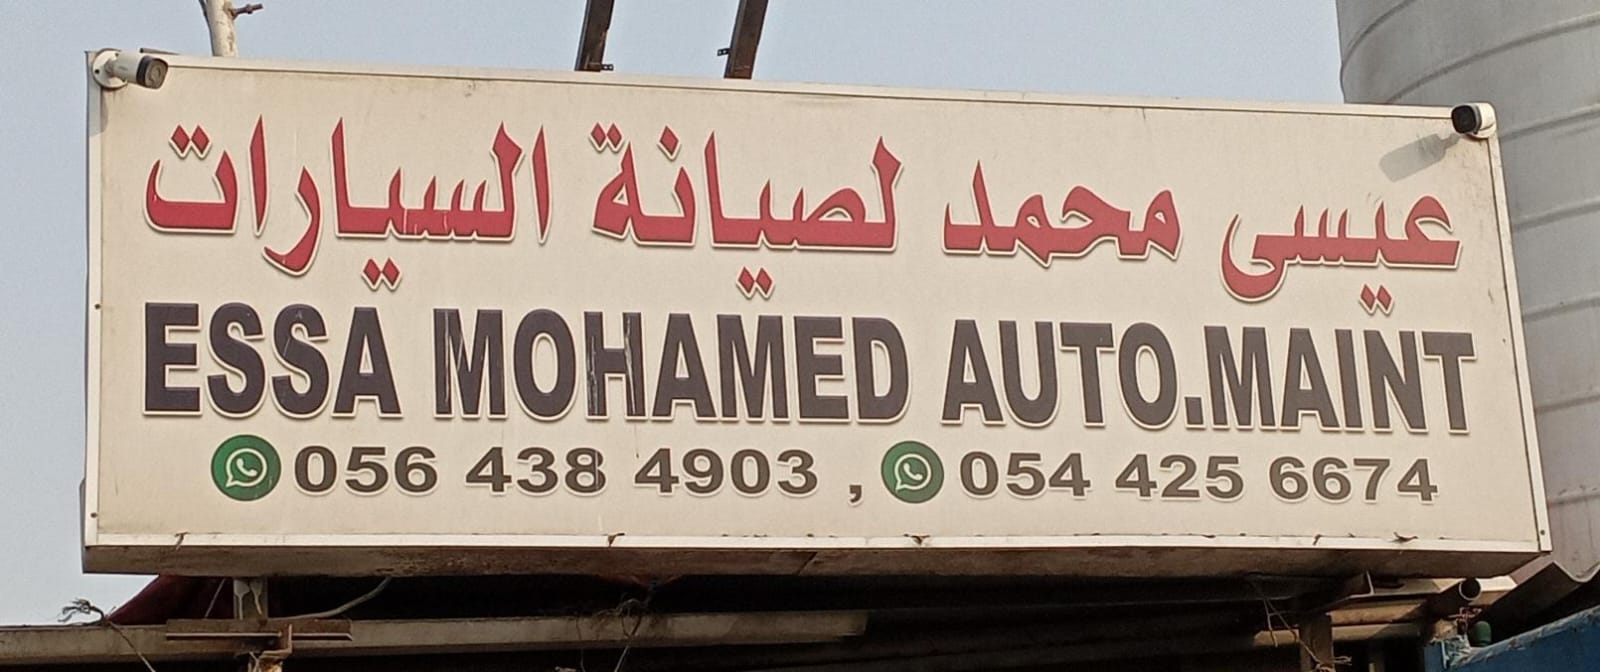 عيسى محمد لصيانة السيارات
ESSA MOHAMED AUTO.MAINT
056 438 4903 , 054 425 6674